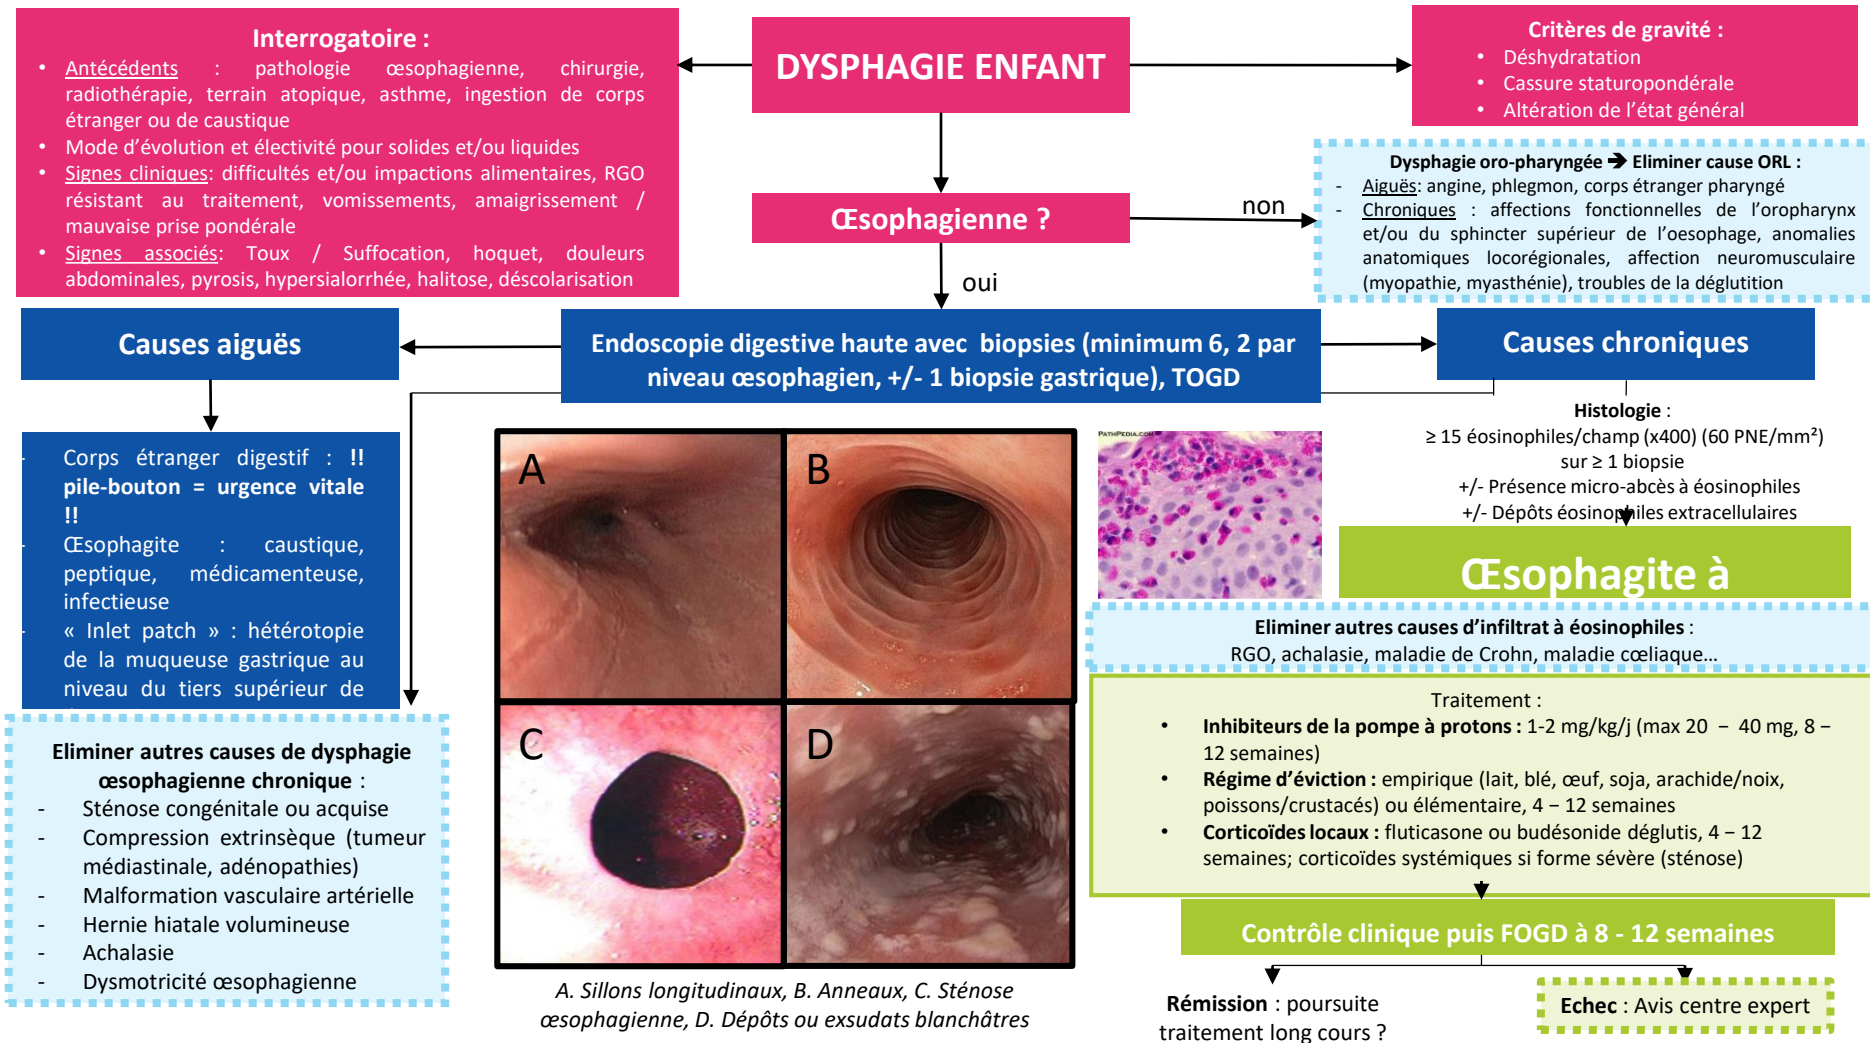 Interrogatoire :
• Antécédents : pathologie œsophagienne, chirurgie,
radiothérapie, terrain atopique, asthme, ingestion de corps
étranger ou de caustique
• Mode d’évolution et électivité pour solides et/ou liquides
• Signes cliniques: difficultés et/ou impactions alimentaires, RGO
résistant au traitement, vomissements, amaigrissement /
mauvaise prise pondérale
• Signes associés: Toux / Suffocation, hoquet, douleurs
abdominales, pyrosis, hypersialorrhée, halitose, déscolarisation
DYSPHAGIE ENFANT
Critères de gravité :
• Déshydratation
• Cassure staturopondérale
• Altération de l’état général
Œsophagienne ?
non
oui
Dysphagie oro-pharyngée ➔ Eliminer cause ORL :
- Aiguës: angine, phlegmon, corps étranger pharyngé
- Chroniques : affections fonctionnelles de l’oropharynx
et/ou du sphincter supérieur de l’oesophage, anomalies
anatomiques locorégionales, affection neuromusculaire
(myopathie, myasthénie), troubles de la déglutition
Causes aiguës
Endoscopie digestive haute avec biopsies (minimum 6, 2 par
niveau œsophagien, +/- 1 biopsie gastrique), TOGD
Causes chroniques
- Corps étranger digestif : !!
pile-bouton = urgence vitale
!!
- Œsophagite : caustique,
peptique, médicamenteuse,
infectieuse
- « Inlet patch » : hétérotopie
de la muqueuse gastrique au
niveau du tiers supérieur de
Eliminer autres causes de dysphagie
œsophagienne chronique :
- Sténose congénitale ou acquise
- Compression extrinsèque (tumeur
médiastinale, adénopathies)
- Malformation vasculaire artérielle
- Hernie hiatale volumineuse
- Achalasie
- Dysmotricité œsophagienne
A
B
C
D
A. Sillons longitudinaux, B. Anneaux, C. Sténose
œsophagienne, D. Dépôts ou exsudats blanchâtres
PATHPEDIA.COM
Histologie :
≥ 15 éosinophiles/champ (x400) (60 PNE/mm²)
sur ≥ 1 biopsie
+/- Présence micro-abcès à éosinophiles
+/- Dépôts éosinophiles extracellulaires
Œsophagite à
Eliminer autres causes d’infiltrat à éosinophiles :
RGO, achalasie, maladie de Crohn, maladie cœliaque…
Traitement :
• Inhibiteurs de la pompe à protons : 1-2 mg/kg/j (max 20 – 40 mg, 8 –
12 semaines)
• Régime d’éviction : empirique (lait, blé, œuf, soja, arachide/noix,
poissons/crustacés) ou élémentaire, 4 – 12 semaines
• Corticoïdes locaux : fluticasone ou budésonide déglutis, 4 – 12
semaines; corticoïdes systémiques si forme sévère (sténose)
Contrôle clinique puis FOGD à 8 - 12 semaines
Rémission : poursuite
traitement long cours ?
Echec : Avis centre expert